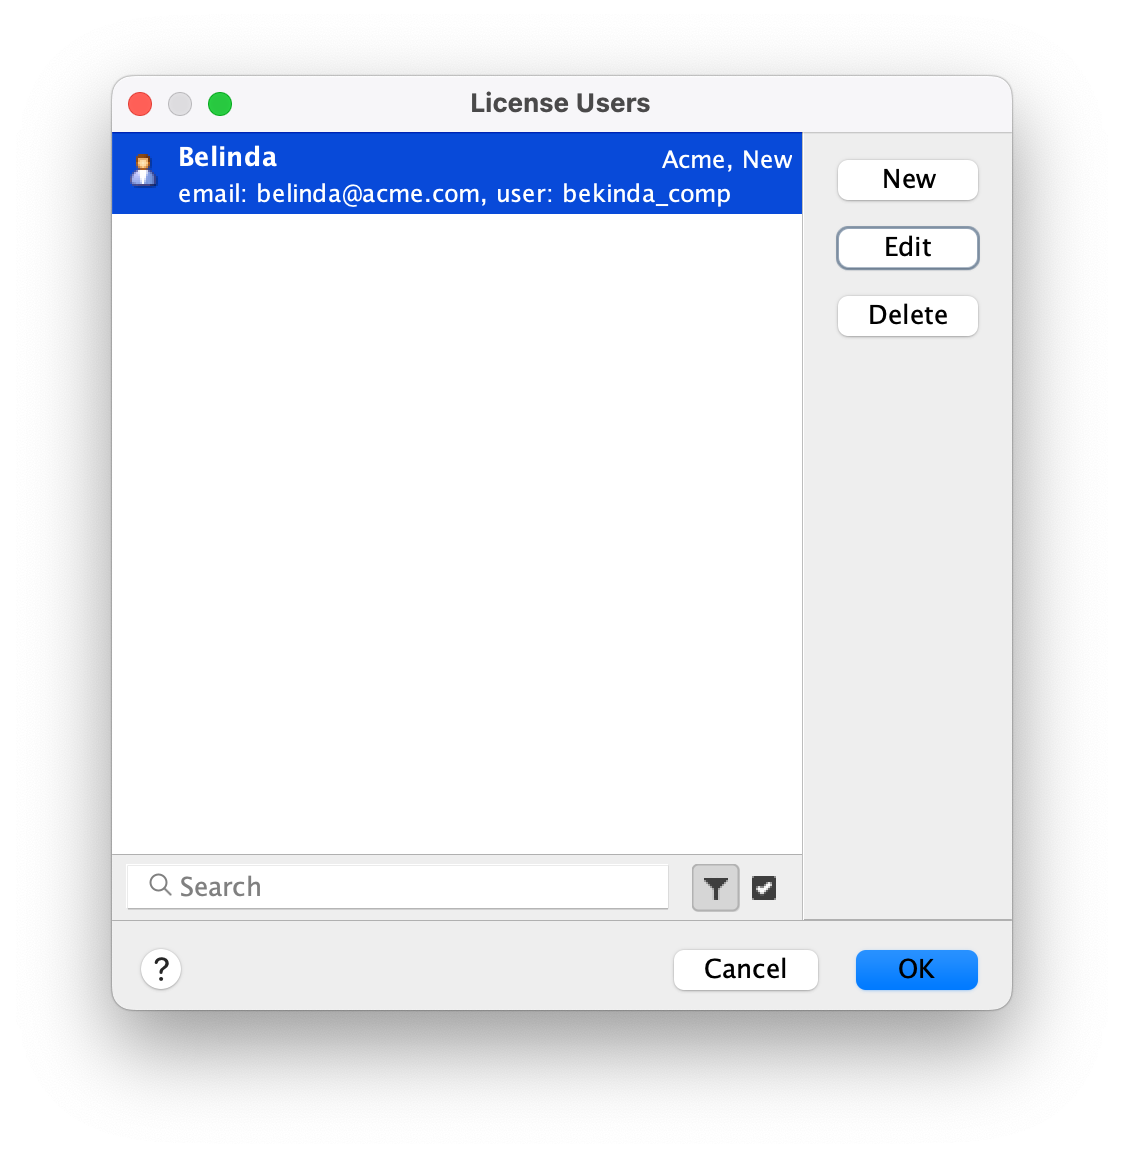 License Users
Belinda
Acme, New
email: belinda@acme.com, user: bekinda_comp
New
Edit
Delete
Search
?
Cancel
OK